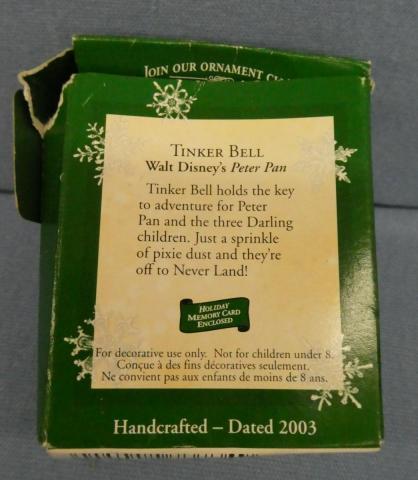 JOIN OUR ORNAMENT
TINKER BELL
Walt Disney's Peter Pan
Tinker Bell holds the key
to adventure for Peter
Pan and the three Darling
children. Just a sprinkle
of pixie dust and they're
off to Never Land!
HOLIDAY
MEMORY CARD
ENCLOSED
For decorative use only. Not for children under 8.
Conçue à des fins décoratives seulement.
Ne convient pas aux enfants de moins de 8 ans.
Handcrafted – Dated 2003